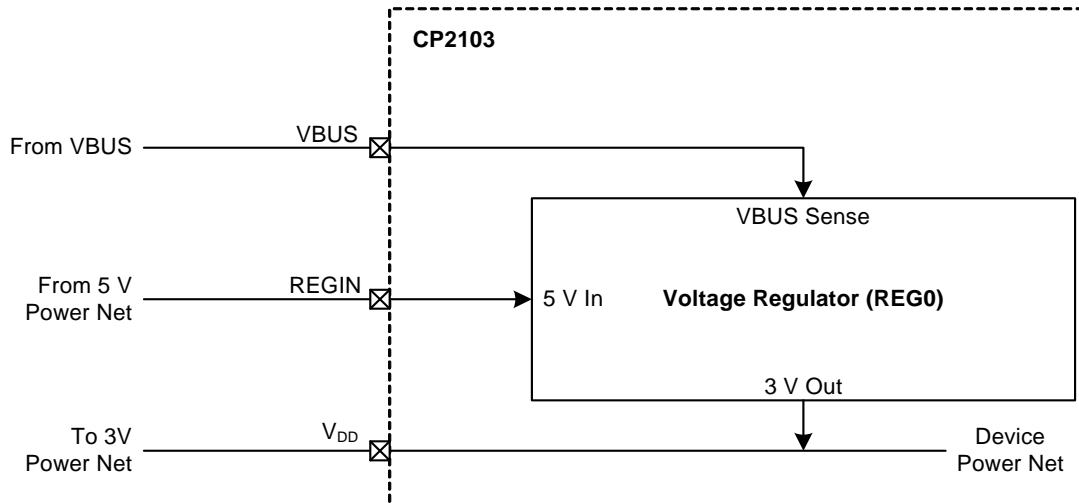 CP2103
From VBUS
VBUS
VBUS Sense
From 5 V
Power Net
REGIN
5 V In
Voltage Regulator (REG0)
3 V Out
To 3V
Power Net
VDD
Device
Power Net